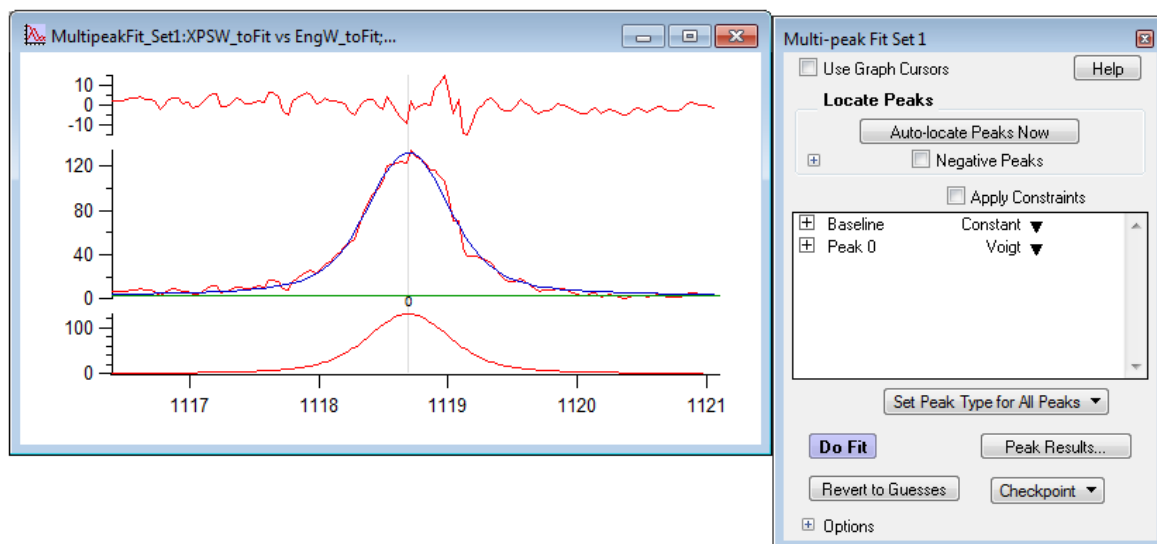 MultipeakFit_Set1:XPSW_toFit vs EngW_toFit;...
10
0
-10
120
80
40
0
0
100
0
1117 1118 1119 1120 1121
Multi-peak Fit Set 1
Use Graph Cursors Help
Locate Peaks
Auto-locate Peaks Now
Negative Peaks
Apply Constraints
Baseline Constant
Peak 0 Voigt
Set Peak Type for All Peaks
Do Fit Peak Results...
Revert to Guesses Checkpoint
Options